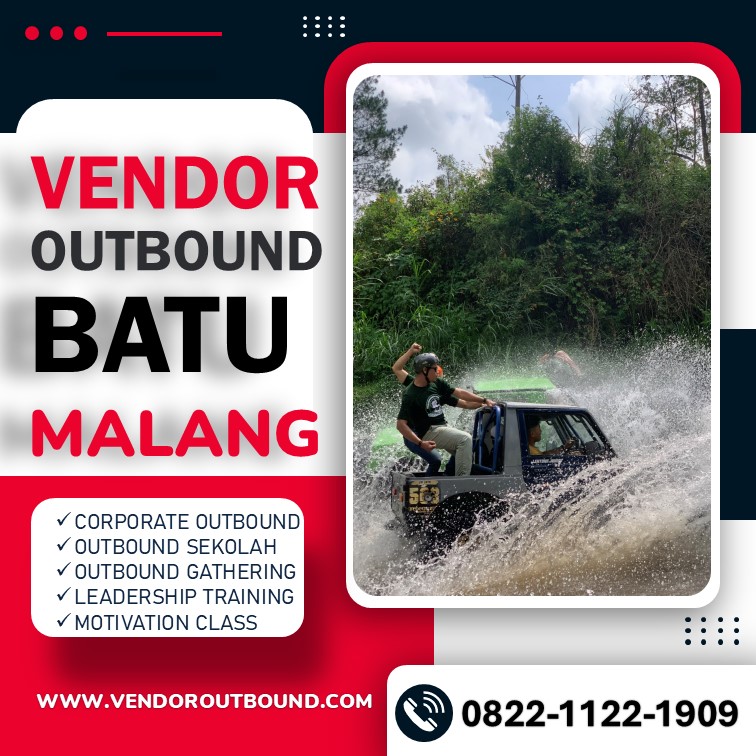 VENDOR
OUTBOUND
BATU
MALANG
✓CORPORATE OUTBOUND
✓OUTBOUND SEKOLAH
✓OUTBOUND GATHERING
✓LEADERSHIP TRAINING
✓MOTIVATION CLASS
503
WWW.VENDOROUTBOUND.COM
0822-1122-1909